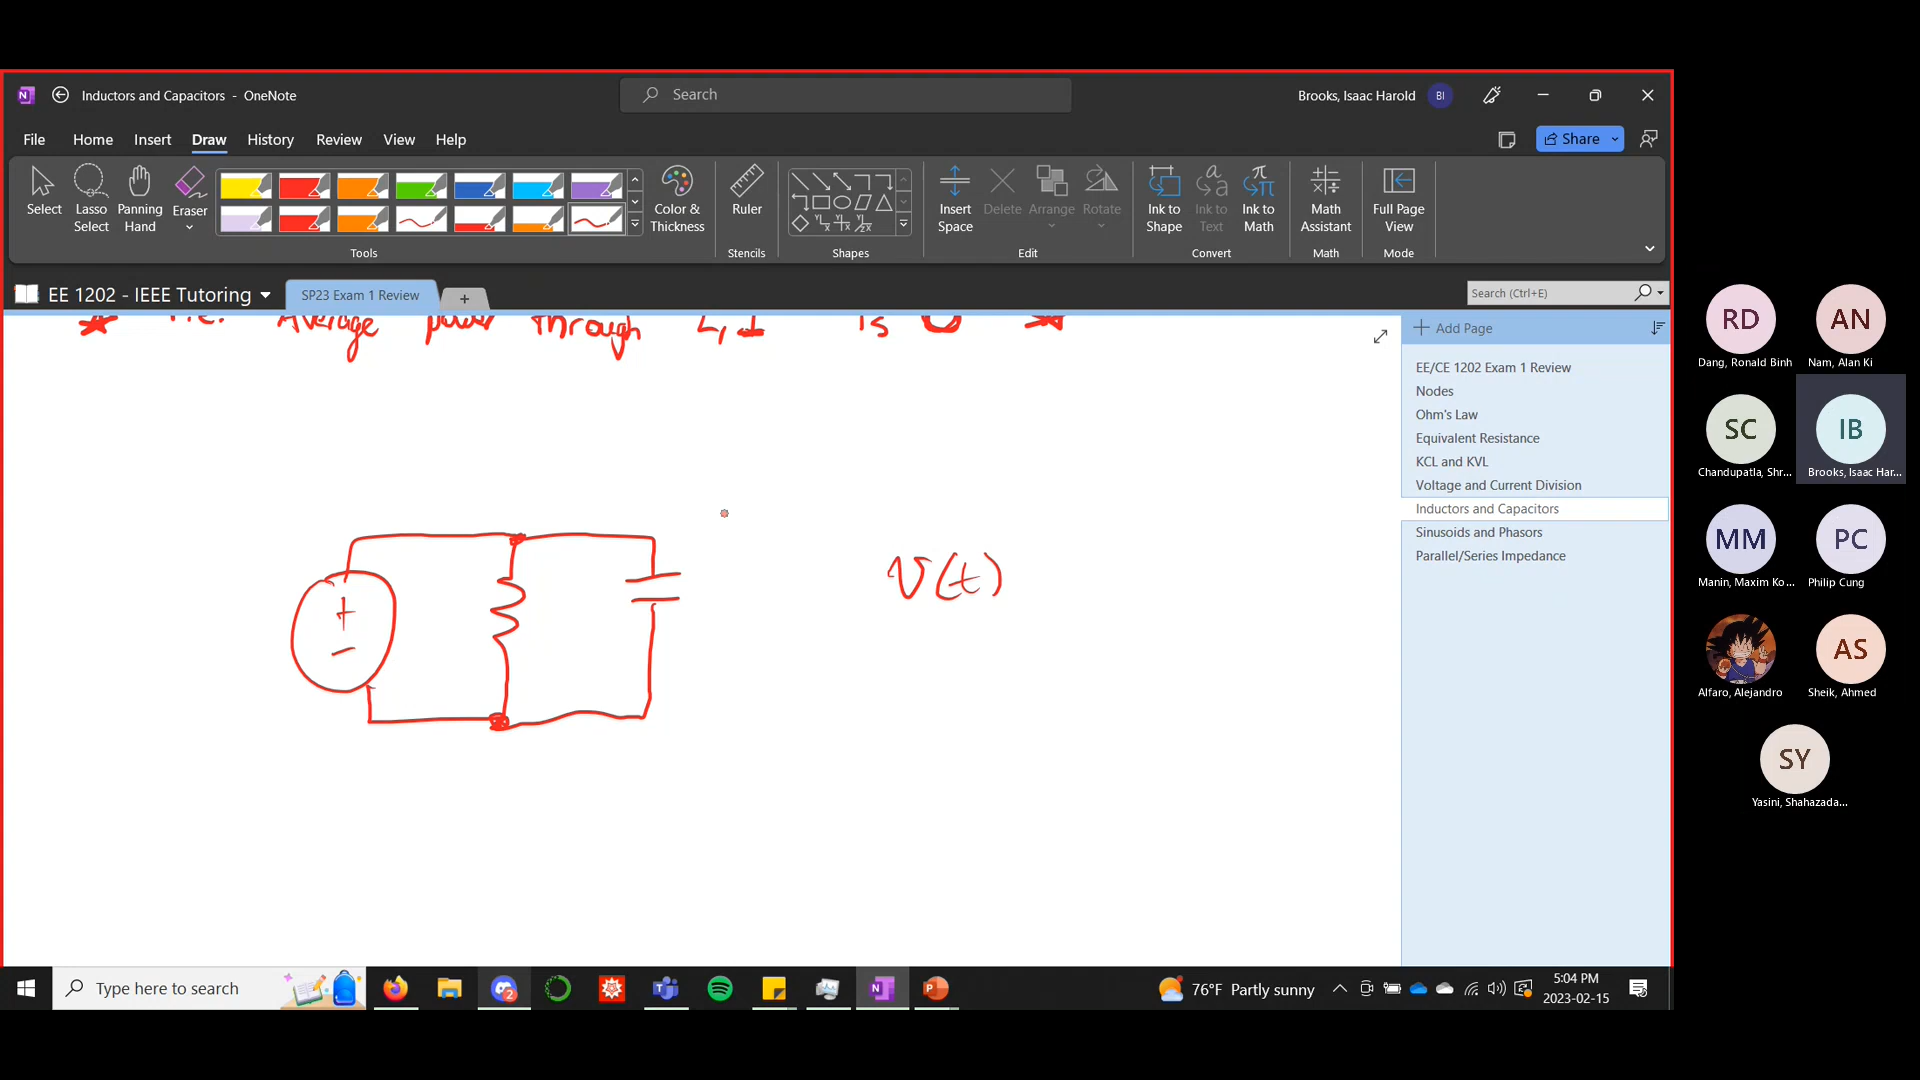 Inductors and Capacitors - OneNote
Search
Brooks, Isaac Harold
BI
File Home Insert Draw History Review View Help
Share
Select
Lasso Select
Panning Hand
Eraser
Color & Thickness
Ruler
Insert Space
Delete
Arrange
Rotate
Ink to Shape
Ink to Text
Ink to Math
Math Assistant
Full Page View
Tools
Stencils
Shapes
Edit
Convert
Math
Mode
EE 1202 - IEEE Tutoring
SP23 Exam 1 Review
+
Search (Ctrl+E)
i.e. Average power through L, is 0
Add Page
EE/CE 1202 Exam 1 Review
Nodes
Ohm's Law
Equivalent Resistance
KCL and KVL
Voltage and Current Division
Inductors and Capacitors
Sinusoids and Phasors
Parallel/Series Impedance
+
-
V(t)
RD
Dang, Ronald Binh
AN
Nam, Alan Ki
SC
Chandupatla, Shr...
IB
Brooks, Isaac Har...
MM
Manin, Maxim Ko...
PC
Philip Cung
Alfaro, Alejandro
AS
Sheik, Ahmed
SY
Yasini, Shahazada...
Type here to search
2
76°F Partly sunny
5:04 PM
2023-02-15